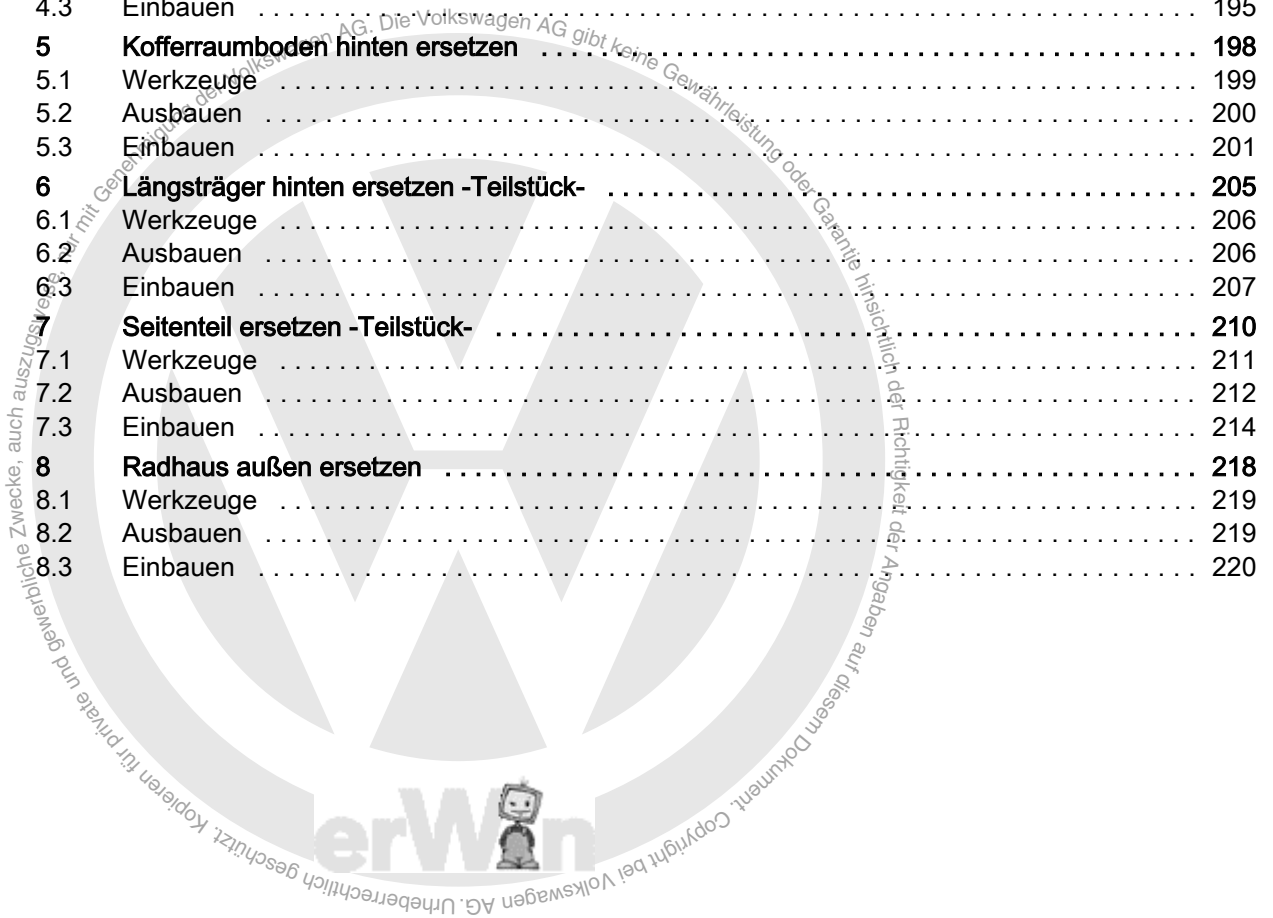 4.3 Einbauen . . . . . . . . . . . . . . . . . . . . . . . . . . . . . . . . . . . . . . . . . . . . . . . . . . . . . . . . 195
5 Kofferraumboden hinten ersetzen . . . . . . . . . . . . . . . . . . . . . . . . . . . . . . . . . . . . . . . . 198
5.1 Werkzeuge . . . . . . . . . . . . . . . . . . . . . . . . . . . . . . . . . . . . . . . . . . . . . . . . . . . . . . . 199
5.2 Ausbauen . . . . . . . . . . . . . . . . . . . . . . . . . . . . . . . . . . . . . . . . . . . . . . . . . . . . . . . . 200
5.3 Einbauen . . . . . . . . . . . . . . . . . . . . . . . . . . . . . . . . . . . . . . . . . . . . . . . . . . . . . . . . 201
6 Längsträger hinten ersetzen -Teilstück- . . . . . . . . . . . . . . . . . . . . . . . . . . . . . . . . . . . . 205
6.1 Werkzeuge . . . . . . . . . . . . . . . . . . . . . . . . . . . . . . . . . . . . . . . . . . . . . . . . . . . . . . . 206
6.2 Ausbauen . . . . . . . . . . . . . . . . . . . . . . . . . . . . . . . . . . . . . . . . . . . . . . . . . . . . . . . . 206
6.3 Einbauen . . . . . . . . . . . . . . . . . . . . . . . . . . . . . . . . . . . . . . . . . . . . . . . . . . . . . . . . 207
7 Seitenteil ersetzen -Teilstück- . . . . . . . . . . . . . . . . . . . . . . . . . . . . . . . . . . . . . . . . . . 210
7.1 Werkzeuge . . . . . . . . . . . . . . . . . . . . . . . . . . . . . . . . . . . . . . . . . . . . . . . . . . . . . . . 211
7.2 Ausbauen . . . . . . . . . . . . . . . . . . . . . . . . . . . . . . . . . . . . . . . . . . . . . . . . . . . . . . . . 212
7.3 Einbauen . . . . . . . . . . . . . . . . . . . . . . . . . . . . . . . . . . . . . . . . . . . . . . . . . . . . . . . . 214
8 Radhaus außen ersetzen . . . . . . . . . . . . . . . . . . . . . . . . . . . . . . . . . . . . . . . . . . . . . . 218
8.1 Werkzeuge . . . . . . . . . . . . . . . . . . . . . . . . . . . . . . . . . . . . . . . . . . . . . . . . . . . . . . . 219
8.2 Ausbauen . . . . . . . . . . . . . . . . . . . . . . . . . . . . . . . . . . . . . . . . . . . . . . . . . . . . . . . . 219
8.3 Einbauen . . . . . . . . . . . . . . . . . . . . . . . . . . . . . . . . . . . . . . . . . . . . . . . . . . . . . . . . 220
erWin
Urheberrechtlich geschützt. Kopieren für private und gewerbliche Zwecke, auch auszugsweise, nur mit Genehmigung der Volkswagen AG. Die Volkswagen AG gibt keine Gewährleistung oder Garantie hinsichtlich der Richtigkeit der Angaben auf diesem Dokument. Copyright bei Volkswagen AG.